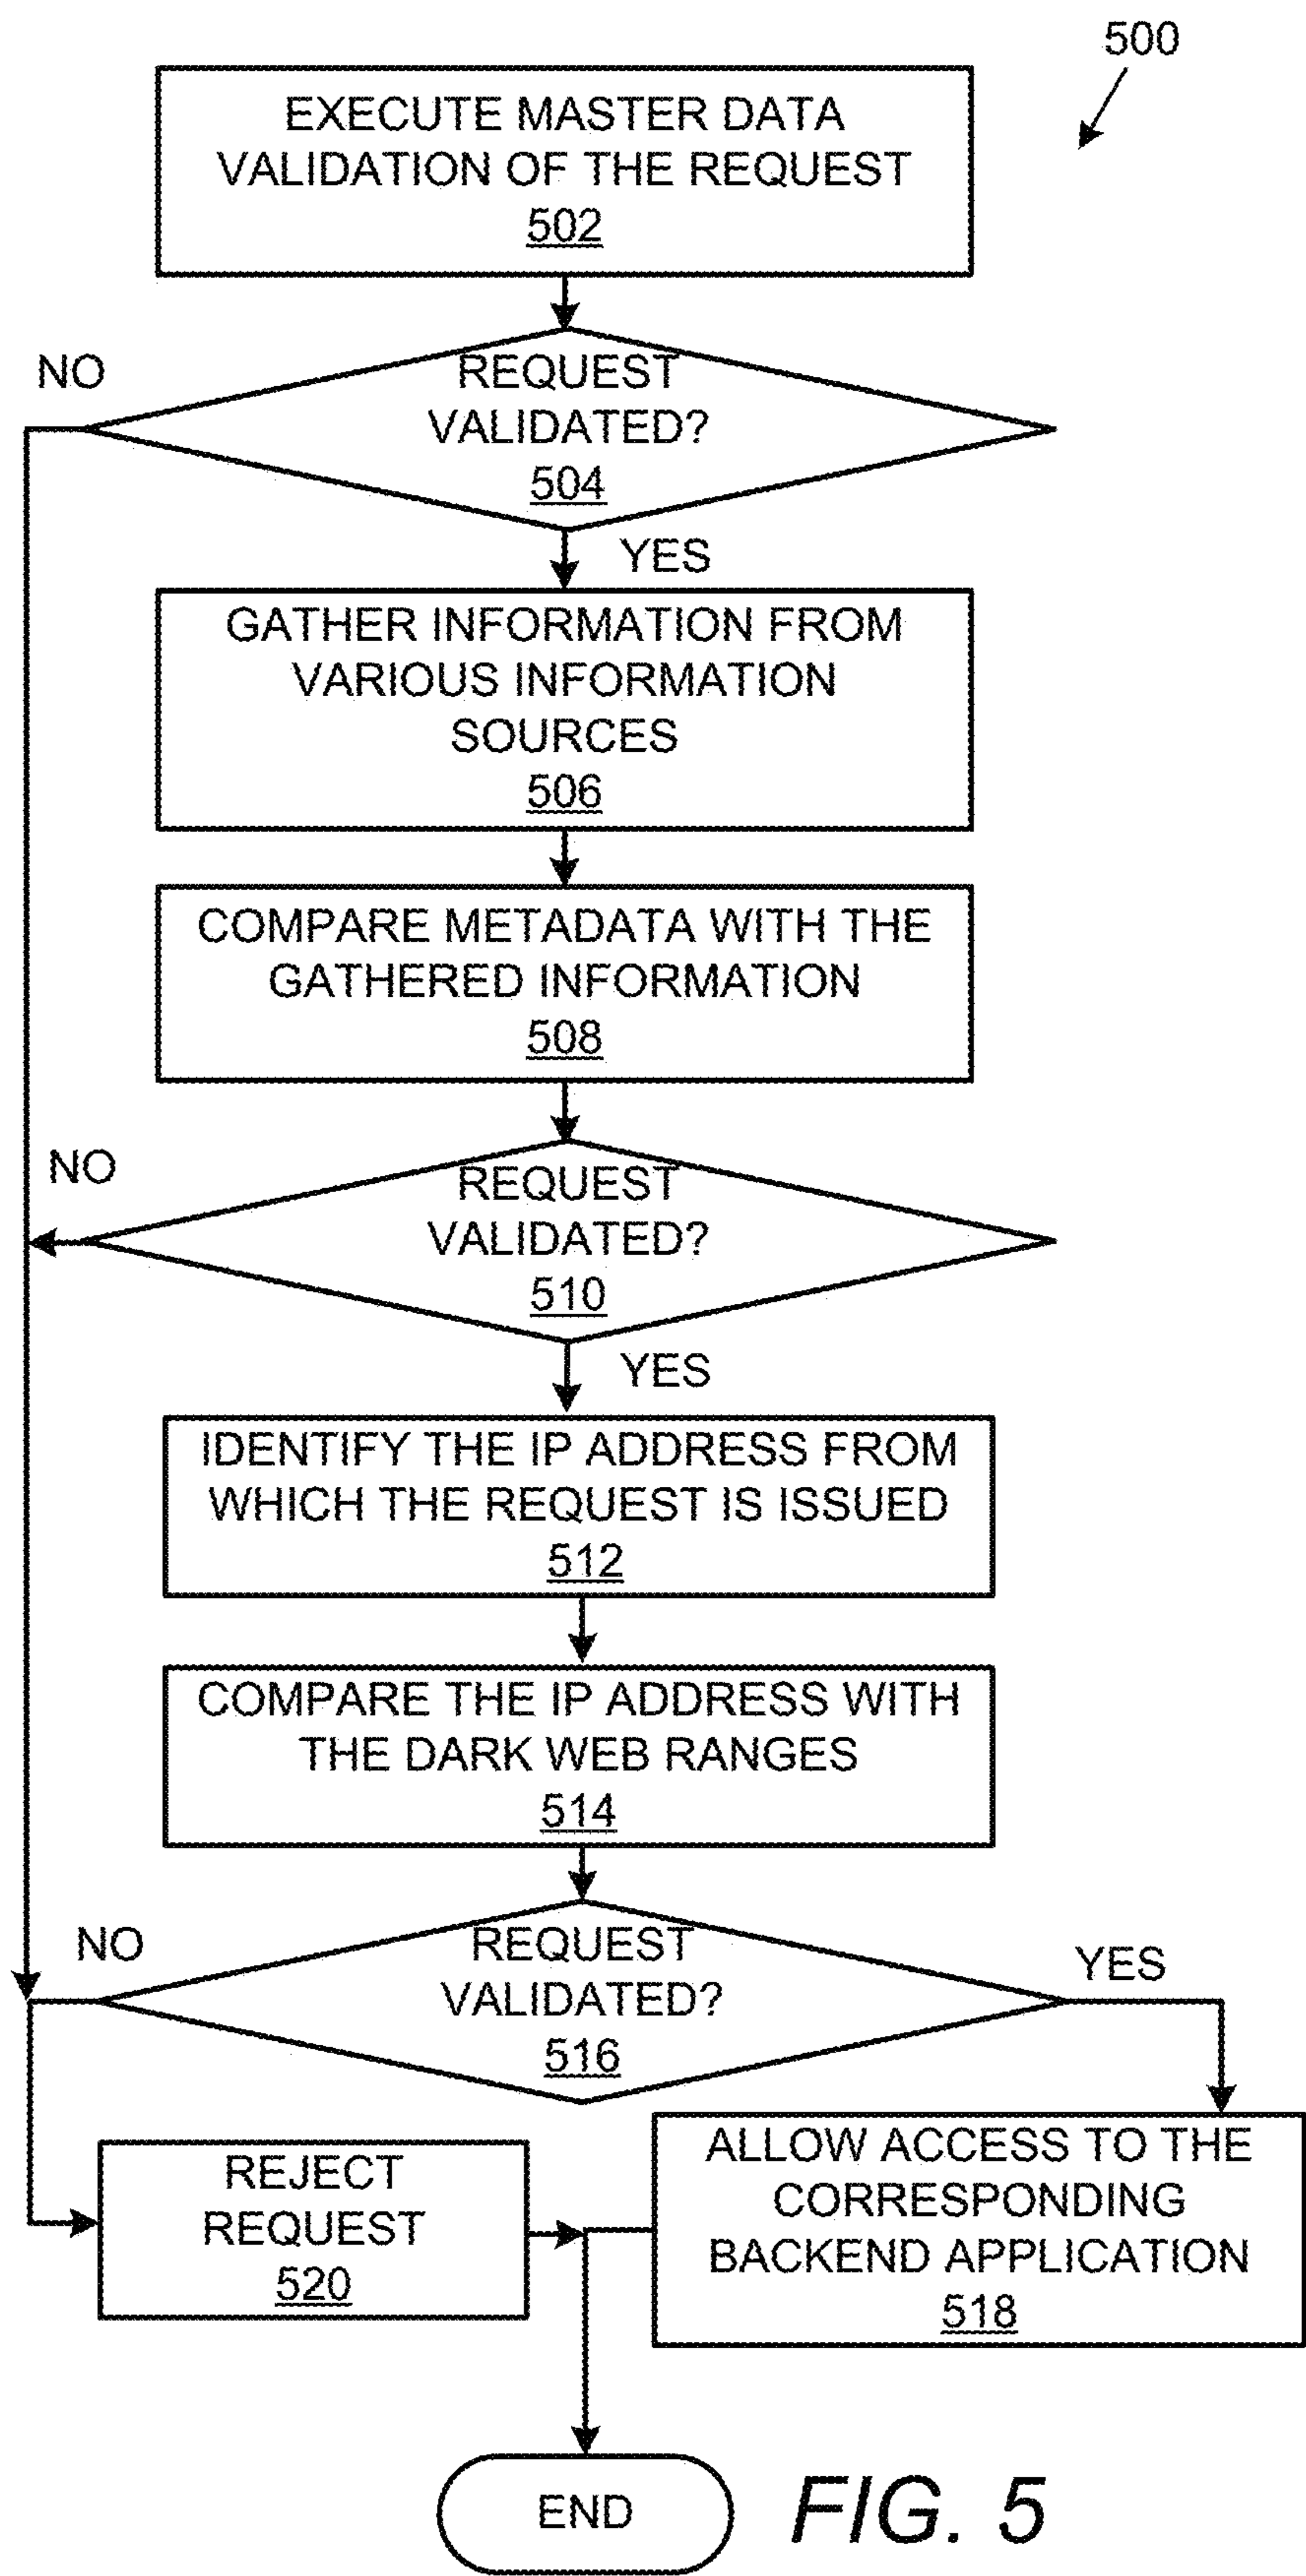 500
EXECUTE MASTER DATA
VALIDATION OF THE REQUEST
502
NO
REQUEST
VALIDATED?
504
YES
GATHER INFORMATION FROM
VARIOUS INFORMATION
SOURCES
506
COMPARE METADATA WITH THE
GATHERED INFORMATION
508
NO
REQUEST
VALIDATED?
510
YES
IDENTIFY THE IP ADDRESS FROM
WHICH THE REQUEST IS ISSUED
512
COMPARE THE IP ADDRESS WITH
THE DARK WEB RANGES
514
NO
REQUEST
VALIDATED?
516
YES
REJECT
REQUEST
520
ALLOW ACCESS TO THE
CORRESPONDING
BACKEND APPLICATION
518
END
FIG. 5